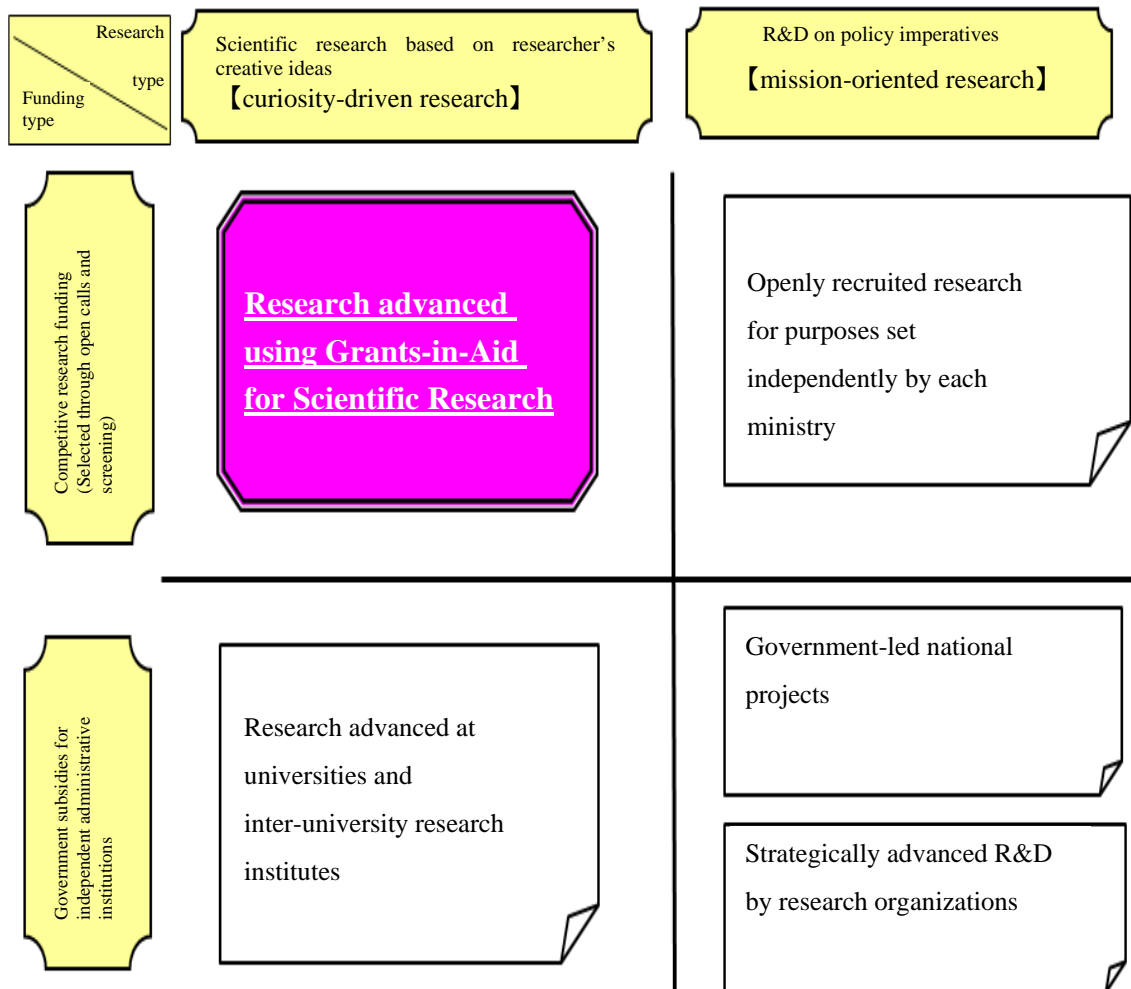 Research
type
Funding
type
Scientific research based on researcher's
creative ideas
【curiosity-driven research】
R&D on policy imperatives
【mission-oriented research】
Competitive research funding
(Selected through open calls and
screening)
Research advanced
using Grants-in-Aid
for Scientific Research
Openly recruited research
for purposes set
independently by each
ministry
Government subsidies for
independent administrative
institutions
Research advanced at
universities and
inter-university research
institutes
Government-led national
projects
Strategically advanced R&D
by research organizations